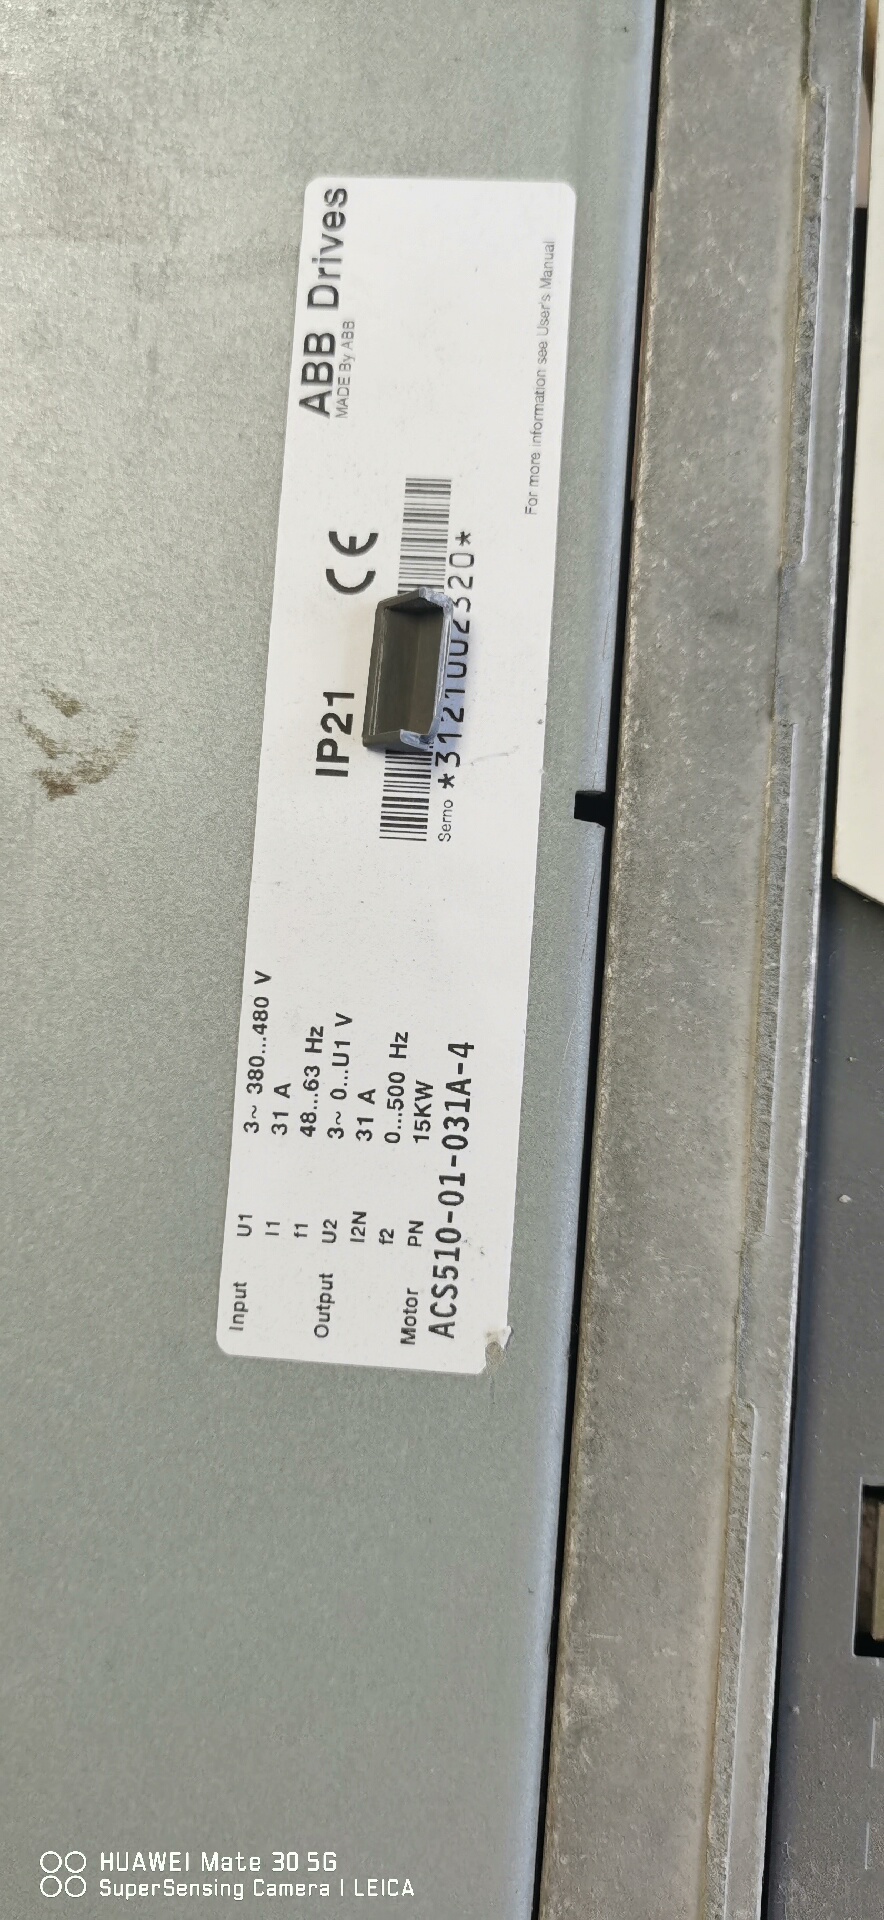 Input U1 3~ 380...480 V
I1 31 A
f1 48...63 Hz
Output U2 3~ 0...U1 V
I2N 31 A
f2 0...500 Hz
Motor PN 15KW
ACS510-01-031A-4
IP21
CE
Serno *3121002320*
ABB Drives
MADE By ABB
For more information see User's Manual
HUAWEI Mate 30 5G
SuperSensing Camera | LEICA